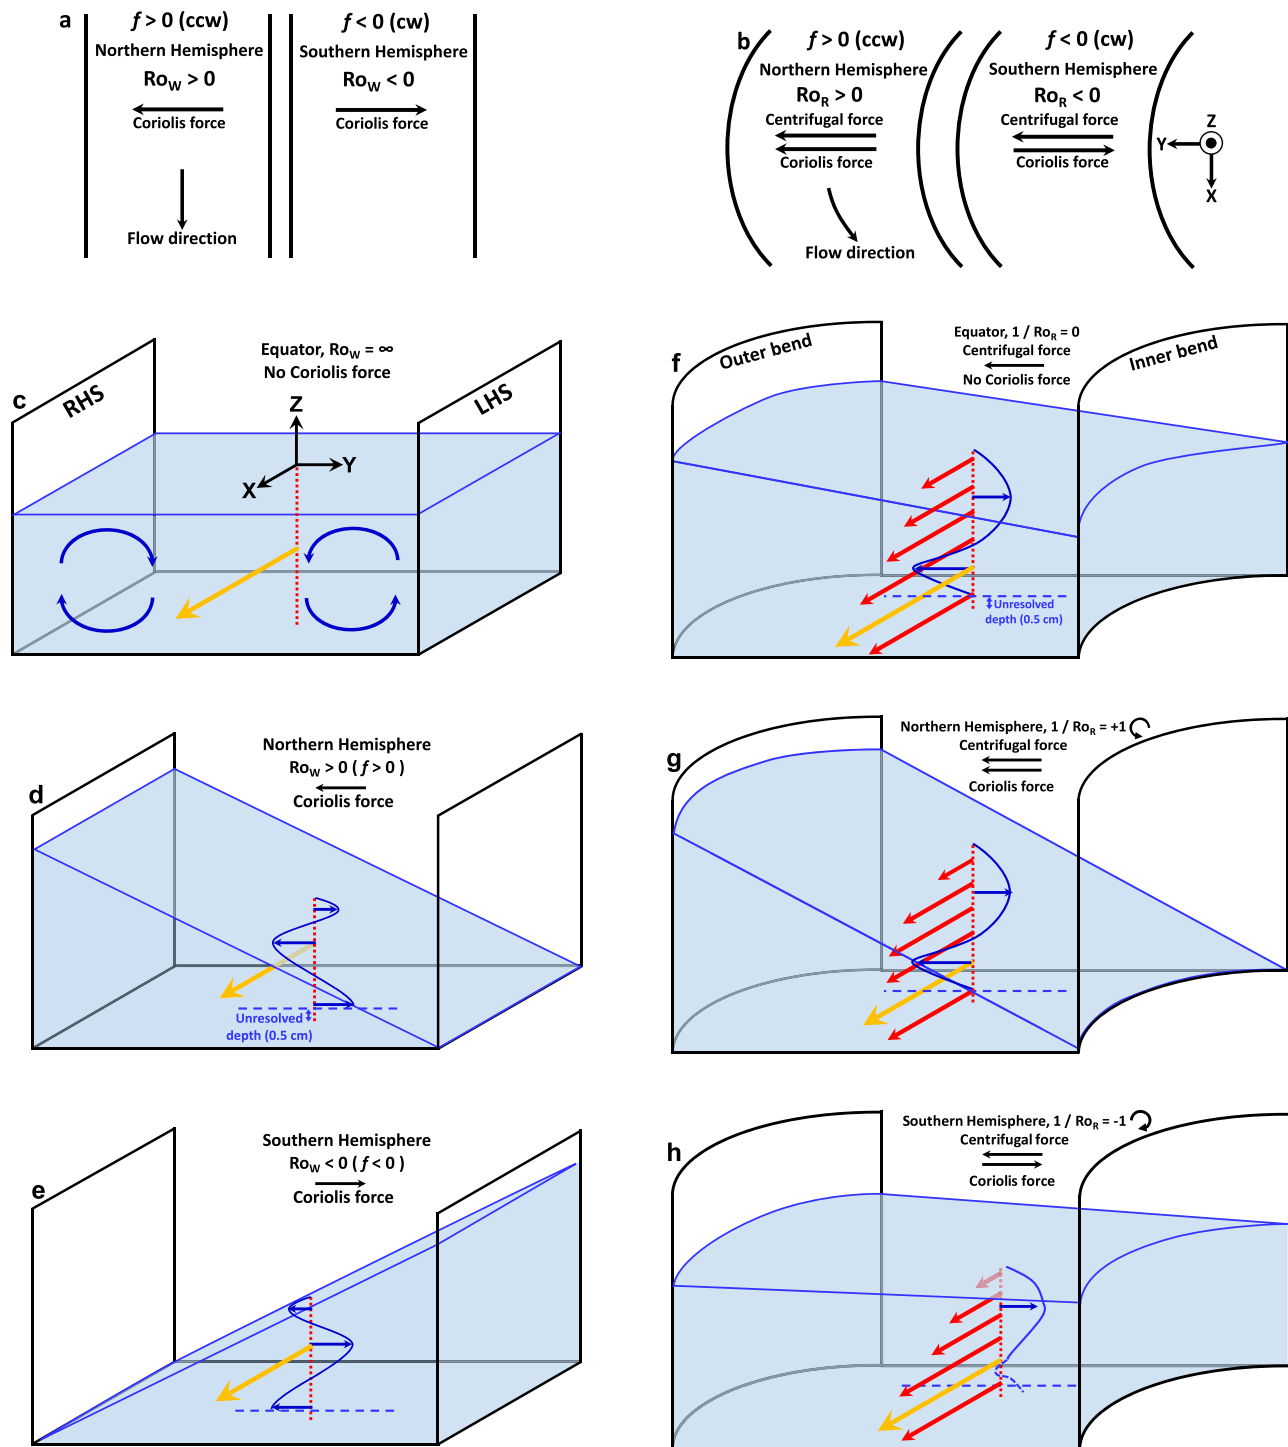 a
f > 0 (ccw)
Northern Hemisphere
Ro_W > 0
Coriolis force
Flow direction
f < 0 (cw)
Southern Hemisphere
Ro_W < 0
Coriolis force
b
f > 0 (ccw)
Northern Hemisphere
Ro_R > 0
Centrifugal force
Coriolis force
Flow direction
f < 0 (cw)
Southern Hemisphere
Ro_R < 0
Centrifugal force
Coriolis force
Z
Y
X
c
RHS
Equator, Ro_W = ∞
No Coriolis force
LHS
Z
Y
X
f
Outer bend
Equator, 1 / Ro_R = 0
Centrifugal force
No Coriolis force
Inner bend
Unresolved
depth (0.5 cm)
d
Northern Hemisphere
Ro_W > 0 ( f > 0 )
Coriolis force
Unresolved
depth (0.5 cm)
g
Northern Hemisphere, 1 / Ro_R = +1
Centrifugal force
Coriolis force
e
Southern Hemisphere
Ro_W < 0 ( f < 0 )
Coriolis force
h
Southern Hemisphere, 1 / Ro_R = -1
Centrifugal force
Coriolis force